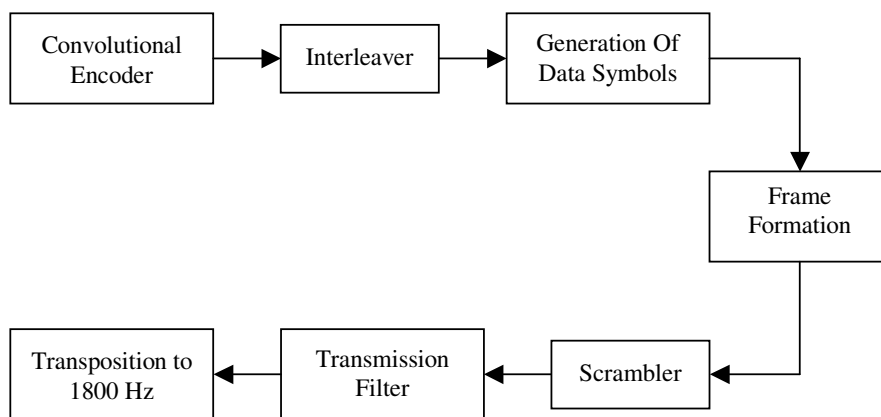 Convolutional
Encoder
Interleaver
Generation Of
Data Symbols
Frame
Formation
Scrambler
Transmission
Filter
Transposition to
1800 Hz